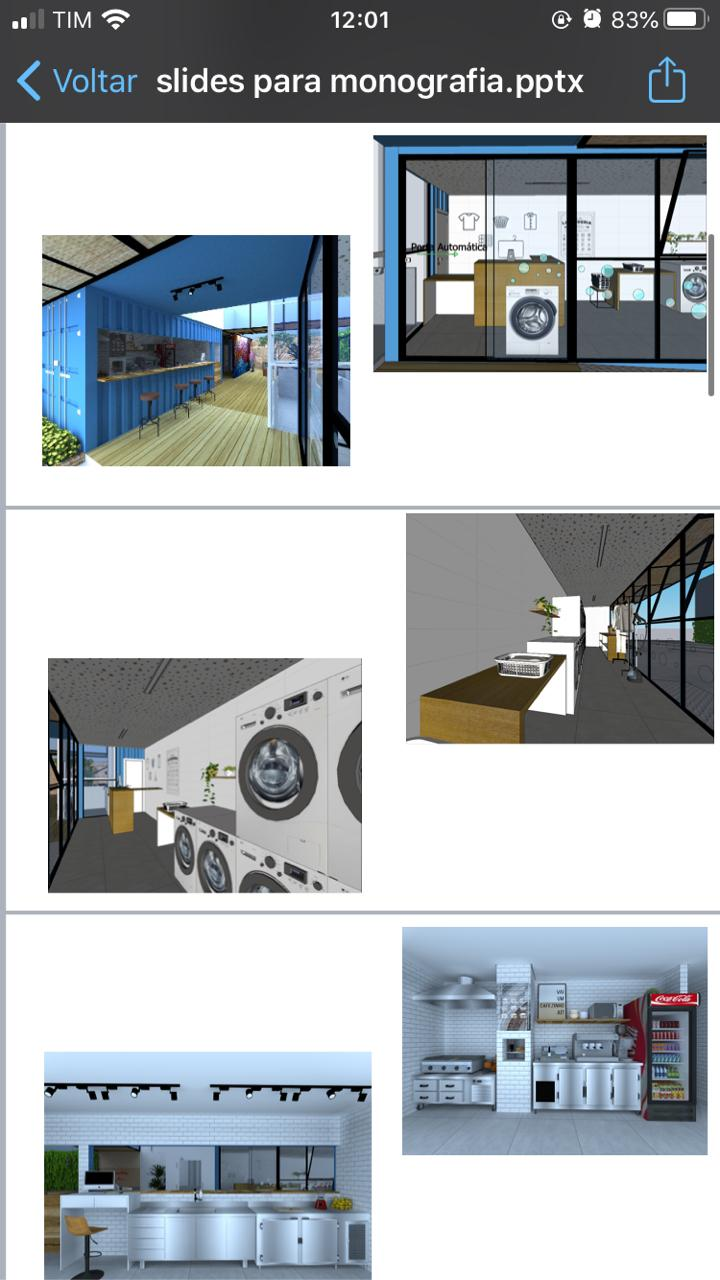 TIM
12:01
83%
Voltar
slides para monografia.pptx
Porta Automática
Coca-Cola